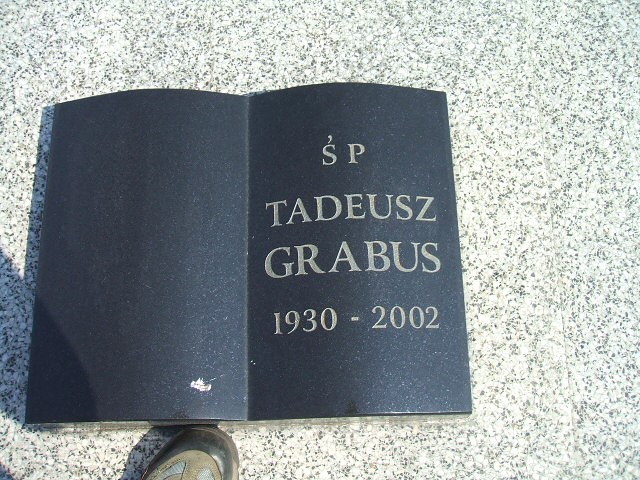 Ś P
TADEUSZ
GRABUS
1930 - 2002